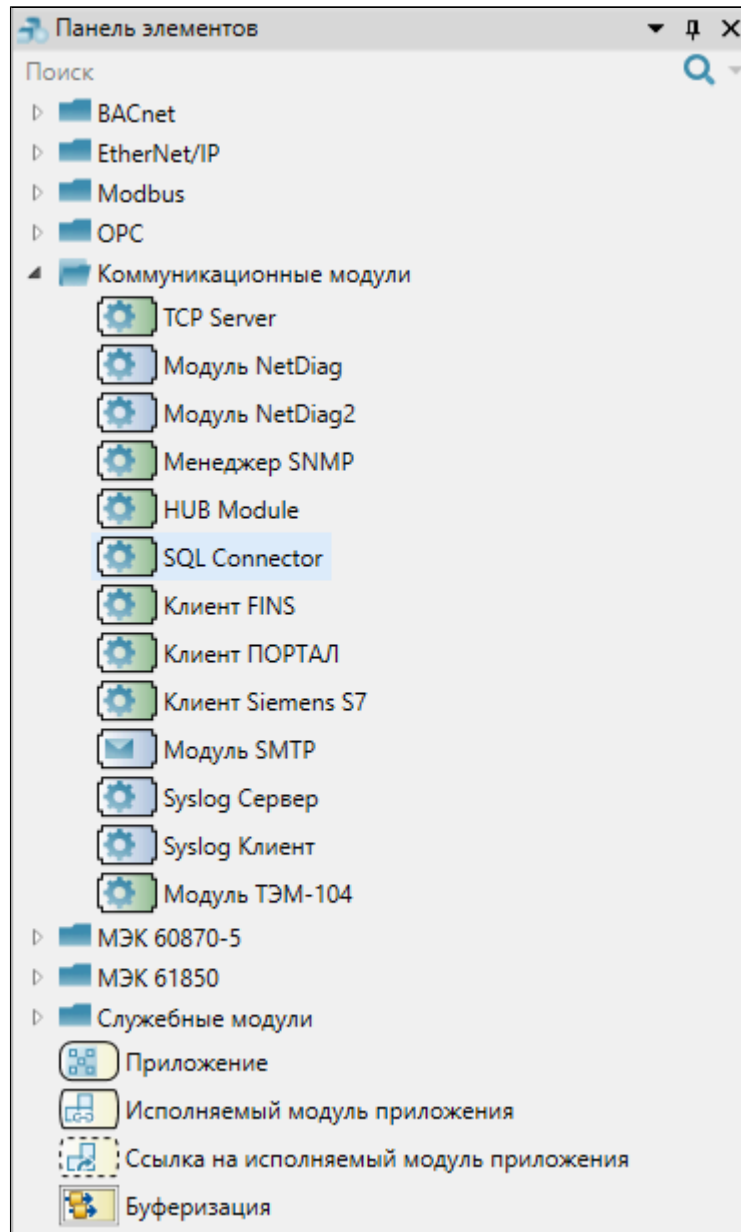 Панель элементов
Поиск
BACnet
EtherNet/IP
Modbus
OPC
Коммуникационные модули
TCP Server
Модуль NetDiag
Модуль NetDiag2
Менеджер SNMP
HUB Module
SQL Connector
Клиент FINS
Клиент ПОРТАЛ
Клиент Siemens S7
Модуль SMTP
Syslog Сервер
Syslog Клиент
Модуль ТЭМ-104
МЭК 60870-5
МЭК 61850
Служебные модули
Приложение
Исполняемый модуль приложения
Ссылка на исполняемый модуль приложения
Буферизация